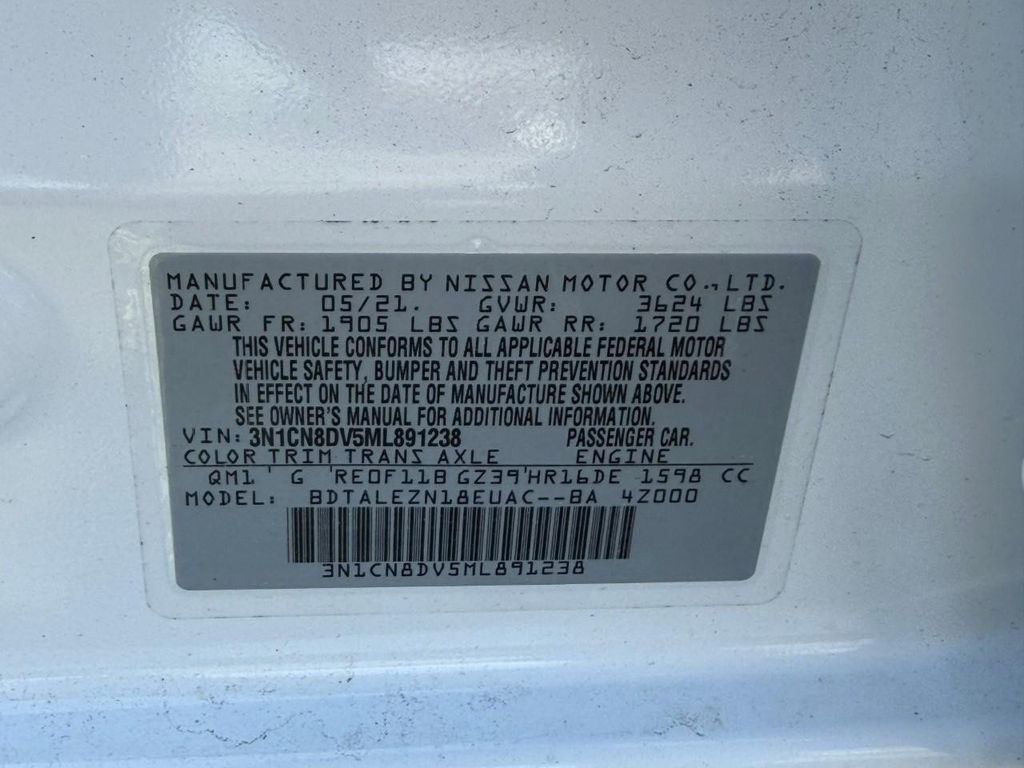 MANUFACTURED BY NISSAN MOTOR CO., LTD.
DATE: 05/21. GVWR: 3624 LBS
GAWR FR: 1905 LBS GAWR RR: 1720 LBS
THIS VEHICLE CONFORMS TO ALL APPLICABLE FEDERAL MOTOR
VEHICLE SAFETY, BUMPER AND THEFT PREVENTION STANDARDS
IN EFFECT ON THE DATE OF MANUFACTURE SHOWN ABOVE.
SEE OWNER'S MANUAL FOR ADDITIONAL INFORMATION.
VIN: 3N1CN8DV5ML891238 PASSENGER CAR.
COLOR TRIM TRANS AXLE ENGINE
QM1 ' G 'RE0F11B GZ39'HR16DE 1598 CC
MODEL: BDTALEZN18EUAC--BA 4Z000
3N1CN8DV5ML891238